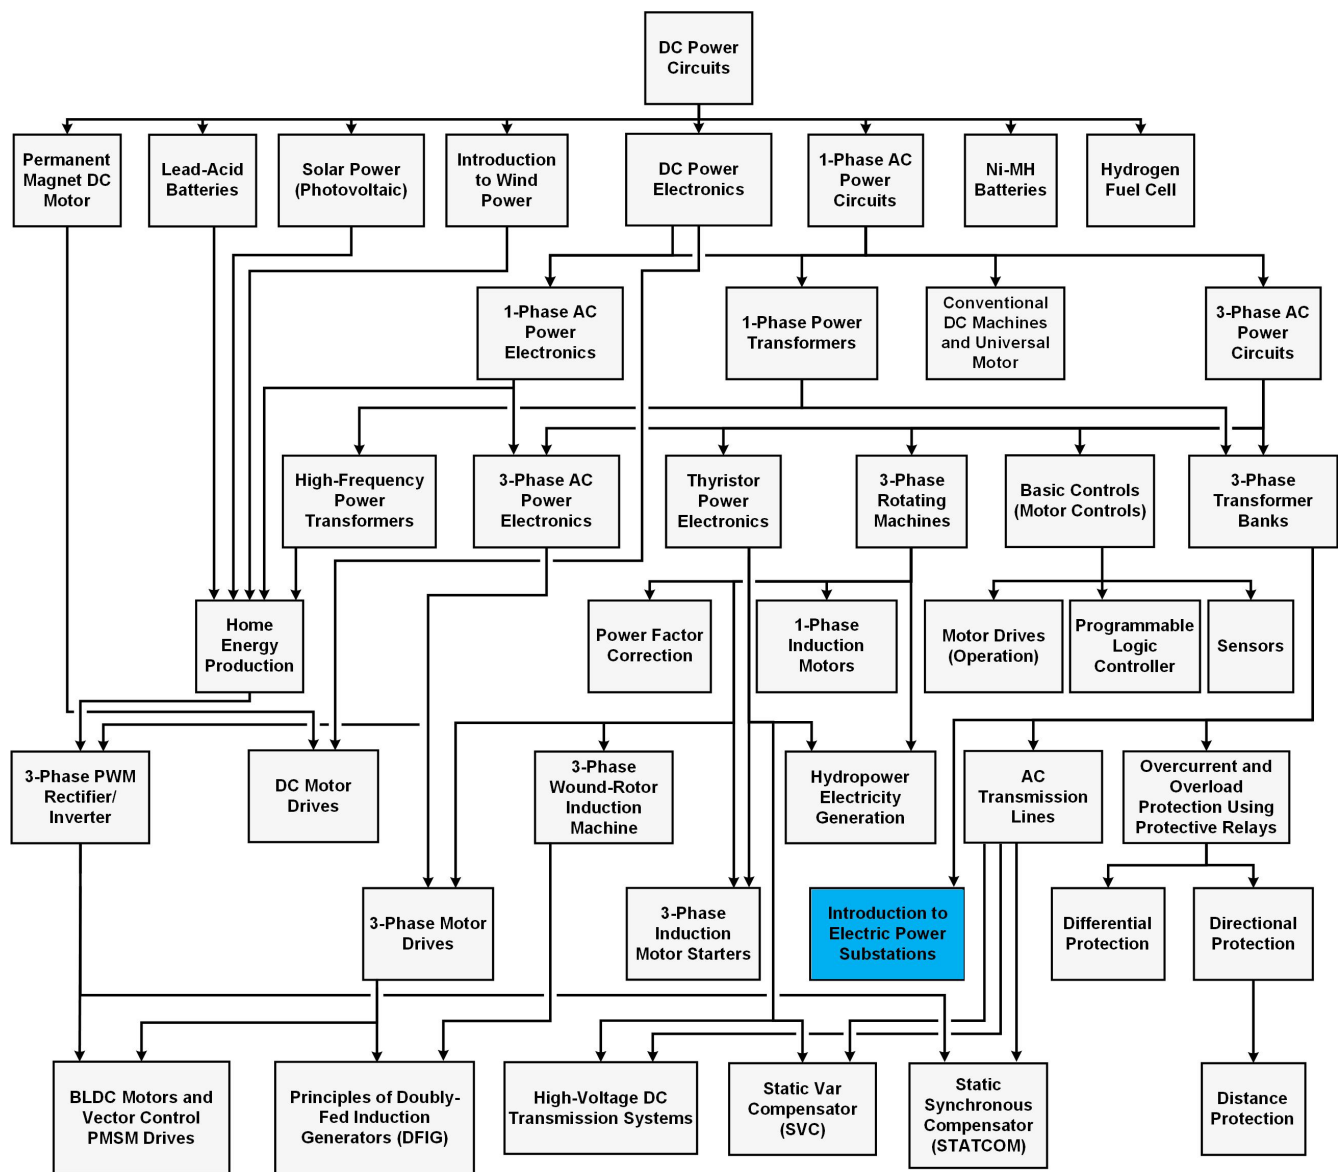 DC Power
Circuits
Permanent
Magnet DC
Motor
Lead-Acid
Batteries
Solar Power
(Photovoltaic)
Introduction
to Wind
Power
DC Power
Electronics
1-Phase AC
Power
Circuits
Ni-MH
Batteries
Hydrogen
Fuel Cell
1-Phase AC
Power
Electronics
1-Phase Power
Transformers
Conventional
DC Machines
and Universal
Motor
3-Phase AC
Power
Circuits
High-Frequency
Power
Transformers
3-Phase AC
Power
Electronics
Thyristor
Power
Electronics
3-Phase
Rotating
Machines
Basic Controls
(Motor Controls)
3-Phase
Transformer
Banks
Home
Energy
Production
Power Factor
Correction
1-Phase
Induction
Motors
Motor Drives
(Operation)
Programmable
Logic
Controller
Sensors
3-Phase PWM
Rectifier/
Inverter
DC Motor
Drives
3-Phase
Wound-Rotor
Induction
Machine
Hydropower
Electricity
Generation
AC
Transmission
Lines
Overcurrent and
Overload
Protection Using
Protective Relays
3-Phase Motor
Drives
3-Phase
Induction
Motor Starters
Introduction to
Electric Power
Substations
Differential
Protection
Directional
Protection
BLDC Motors and
Vector Control
PMSM Drives
Principles of Doubly-
Fed Induction
Generators (DFIG)
High-Voltage DC
Transmission Systems
Static Var
Compensator
(SVC)
Static
Synchronous
Compensator
(STATCOM)
Distance
Protection